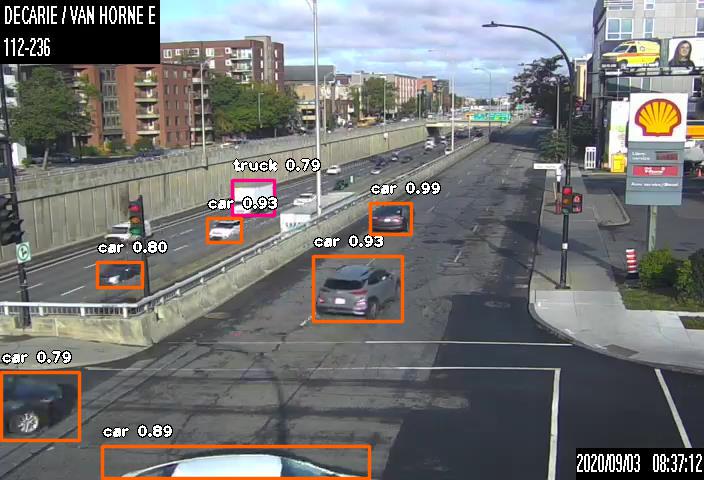 DECARIE / VAN HORNE E
112-236
truck 0.79
car 0.93
car 0.99
car 0.93
car 0.80
car 0.79
car 0.89
2020/09/03 08:37:12